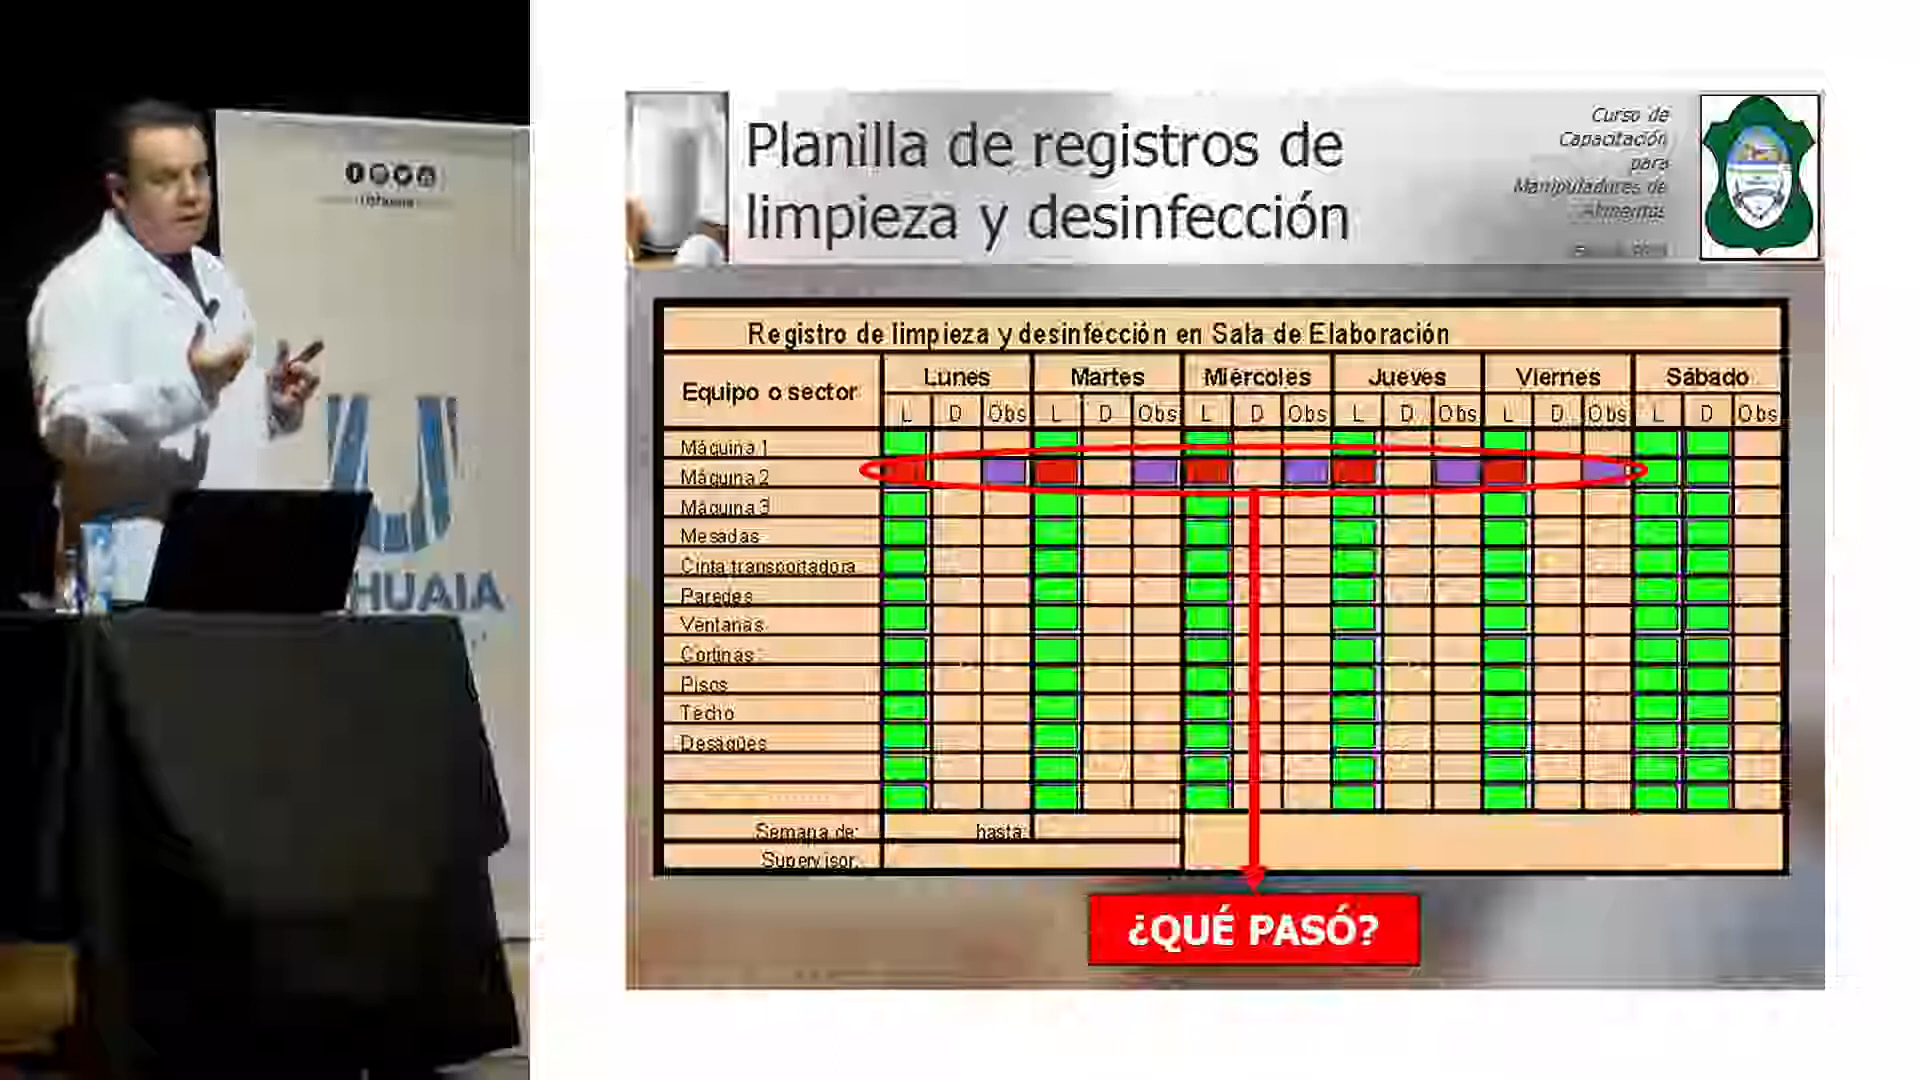 HUAIA
Planilla de registros de
limpieza y desinfección
Curso de
Capacitación
para
Manipuladores de
Alimentos
Registro de limpieza y desinfección en Sala de Elaboración
Equipo o sector
Lunes Martes Miércoles Jueves Viernes Sábado
L D Obs L D Obs L D Obs L D Obs L D Obs L D Obs
Máquina 1
Máquina 2
Máquina 3
Mesadas
Cinta transportadora
Paredes
Ventanas
Cortinas
Pisos
Techo
Desagües
Semana de: hasta
Supervisor:
¿QUÉ PASÓ?